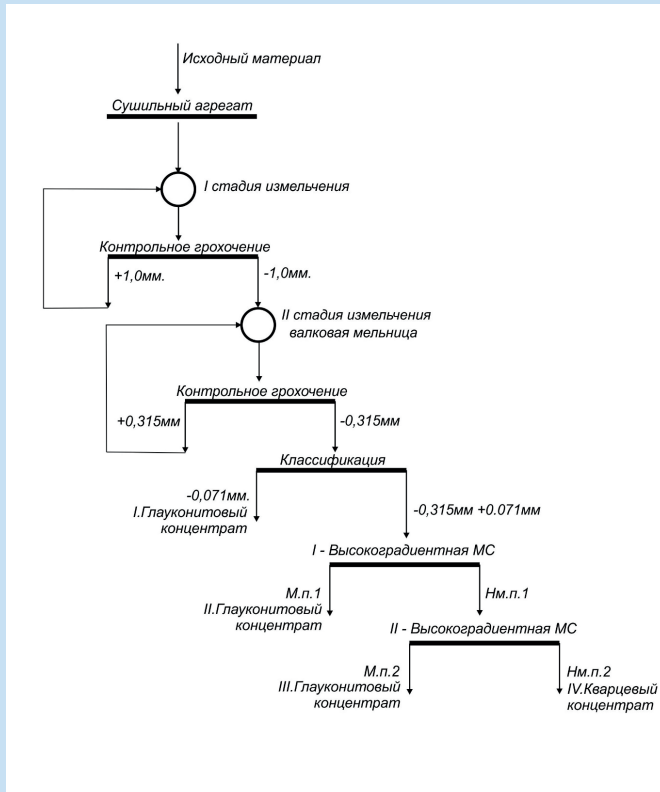 Исходный материал
Сушильный агрегат
I стадия измельчения
Контрольное грохочение
+1,0мм.
-1,0мм.
II стадия измельчения
валковая мельница
Контрольное грохочение
+0,315мм
-0,315мм
Классификация
-0,071мм.
I.Глауконитовый
концентрат
-0,315мм +0.071мм
I - Высокоградиентная МС
М.п.1
II.Глауконитовый
концентрат
Нм.п.1
II - Высокоградиентная МС
М.п.2
III.Глауконитовый
концентрат
Нм.п.2
IV.Кварцевый
концентрат